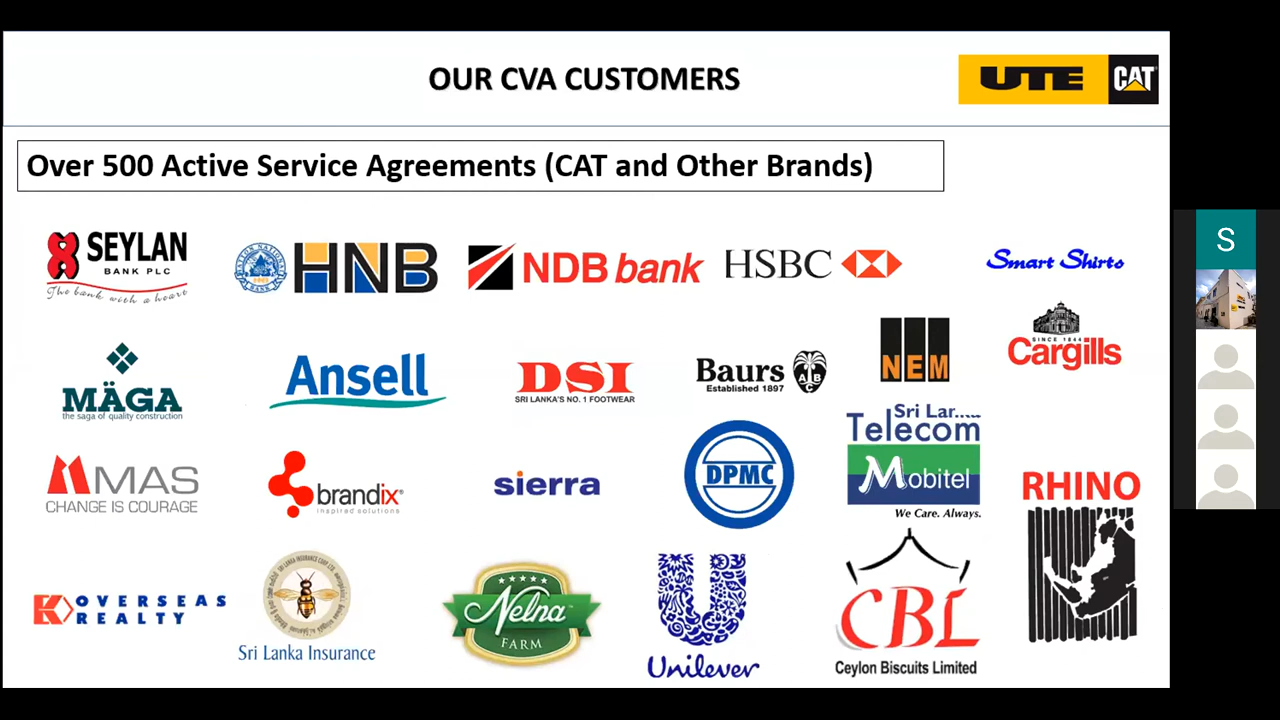 OUR CVA CUSTOMERS
UTE CAT
Over 500 Active Service Agreements (CAT and Other Brands)
SEYLAN
BANK PLC
The bank with a heart
HNB
NDB bank
HSBC
Smart Shirts
MÄGA
the saga of quality construction
Ansell
DSI
SRI LANKA'S NO. 1 FOOTWEAR
Baurs
Established 1897
ABC
NEM
SINCE 1844
Cargills
MAS
CHANGE IS COURAGE
brandix
inspired solutions
sierra
DPMC
Sri Lanka
Telecom
Mobitel
We Care. Always.
RHINO
OVERSEAS
REALTY
Sri Lanka Insurance
Nelna
FARM
Unilever
CBL
Ceylon Biscuits Limited
S